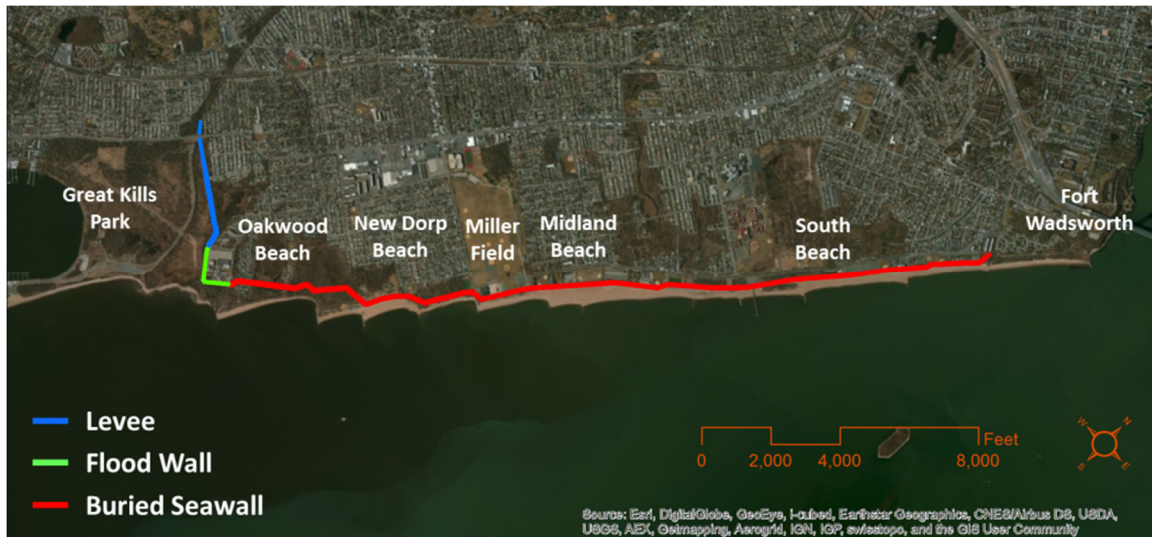 Great Kills
Park
Oakwood
Beach
New Dorp
Beach
Miller
Field
Midland
Beach
South
Beach
Fort
Wadsworth
Levee
Flood Wall
Buried Seawall
Feet
0
2,000
4,000
8,000
W
N
S
E
Source: Esri, DigitalGlobe, GeoEye, i-cubed, Earthstar Geographics, CNES/Airbus DS, USDA,
USGS, AEX, Getmapping, Aerogrid, IGN, IGP, swisstopo, and the GIS User Community